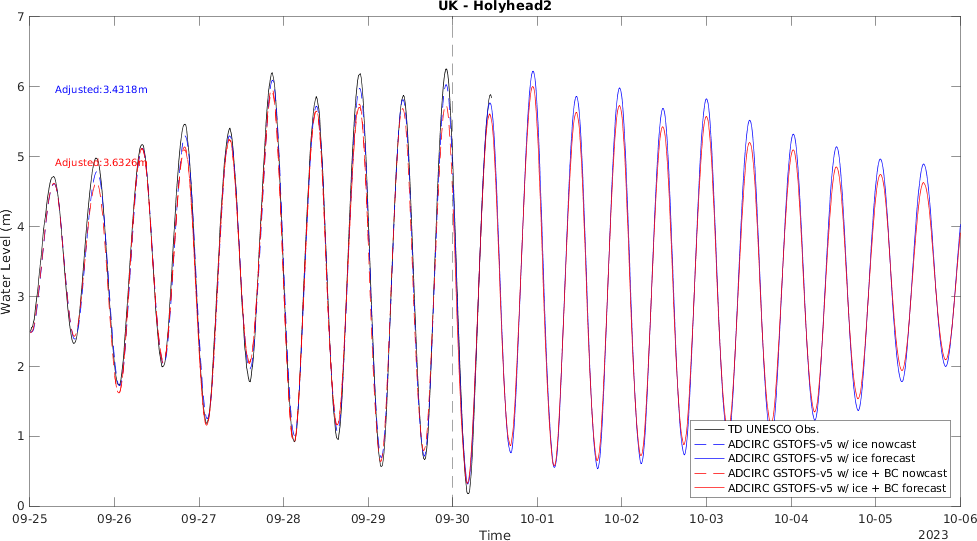 UK - Holyhead2
7
6
5
4
3
2
1
0
Water Level (m)
Adjusted:3.4318m
Adjusted:3.6326m
TD UNESCO Obs.
ADCIRC GSTOFS-v5 w/ ice nowcast
ADCIRC GSTOFS-v5 w/ ice forecast
ADCIRC GSTOFS-v5 w/ ice + BC nowcast
ADCIRC GSTOFS-v5 w/ ice + BC forecast
09-25 09-26 09-27 09-28 09-29 09-30 10-01 10-02 10-03 10-04 10-05 10-06
Time
2023